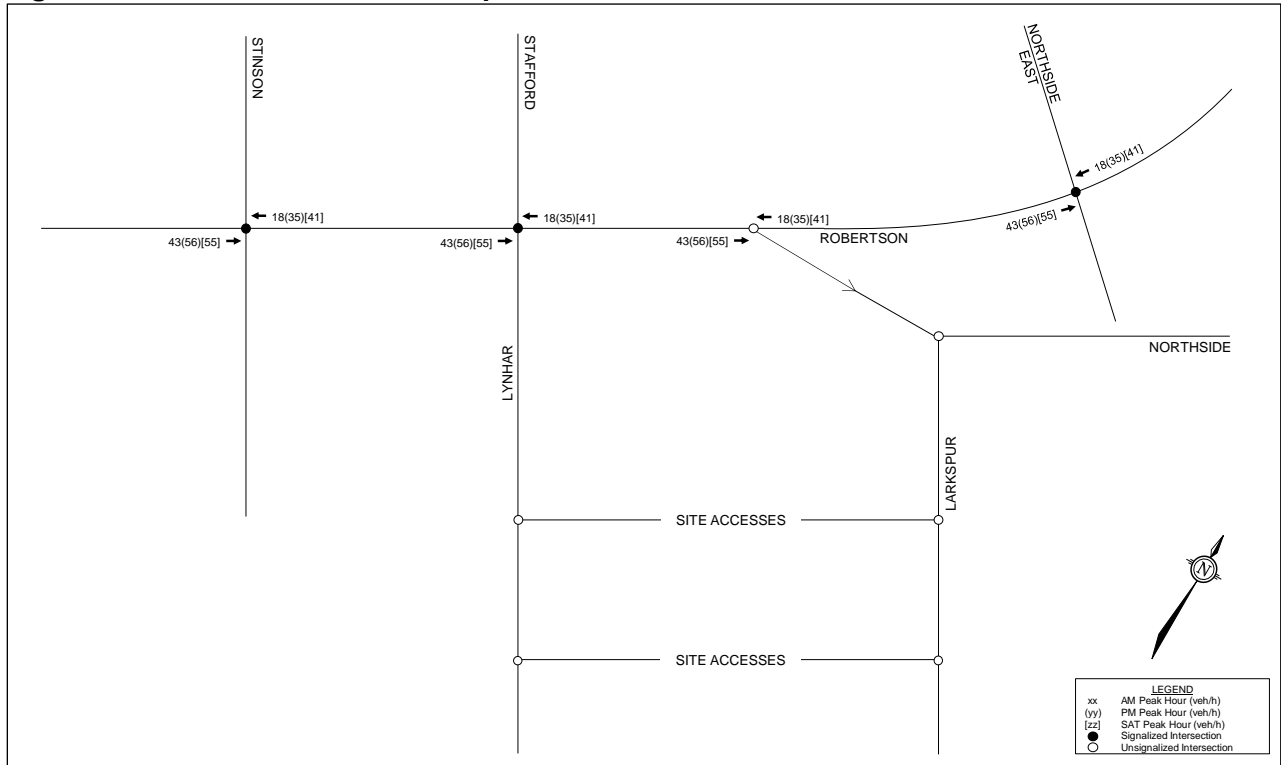 STINSON
STAFFORD
NORTHSIDE
EAST
18(35)[41]
18(35)[41]
18(35)[41]
18(35)[41]
43(56)[55]
43(56)[55]
43(56)[55]
43(56)[55]
ROBERTSON
NORTHSIDE
LYNHAR
LARKSPUR
SITE ACCESSES
SITE ACCESSES
N
LEGEND
xx AM Peak Hour (veh/h)
(yy) PM Peak Hour (veh/h)
[zz] SAT Peak Hour (veh/h)
Signalized Intersection
Unsignalized Intersection